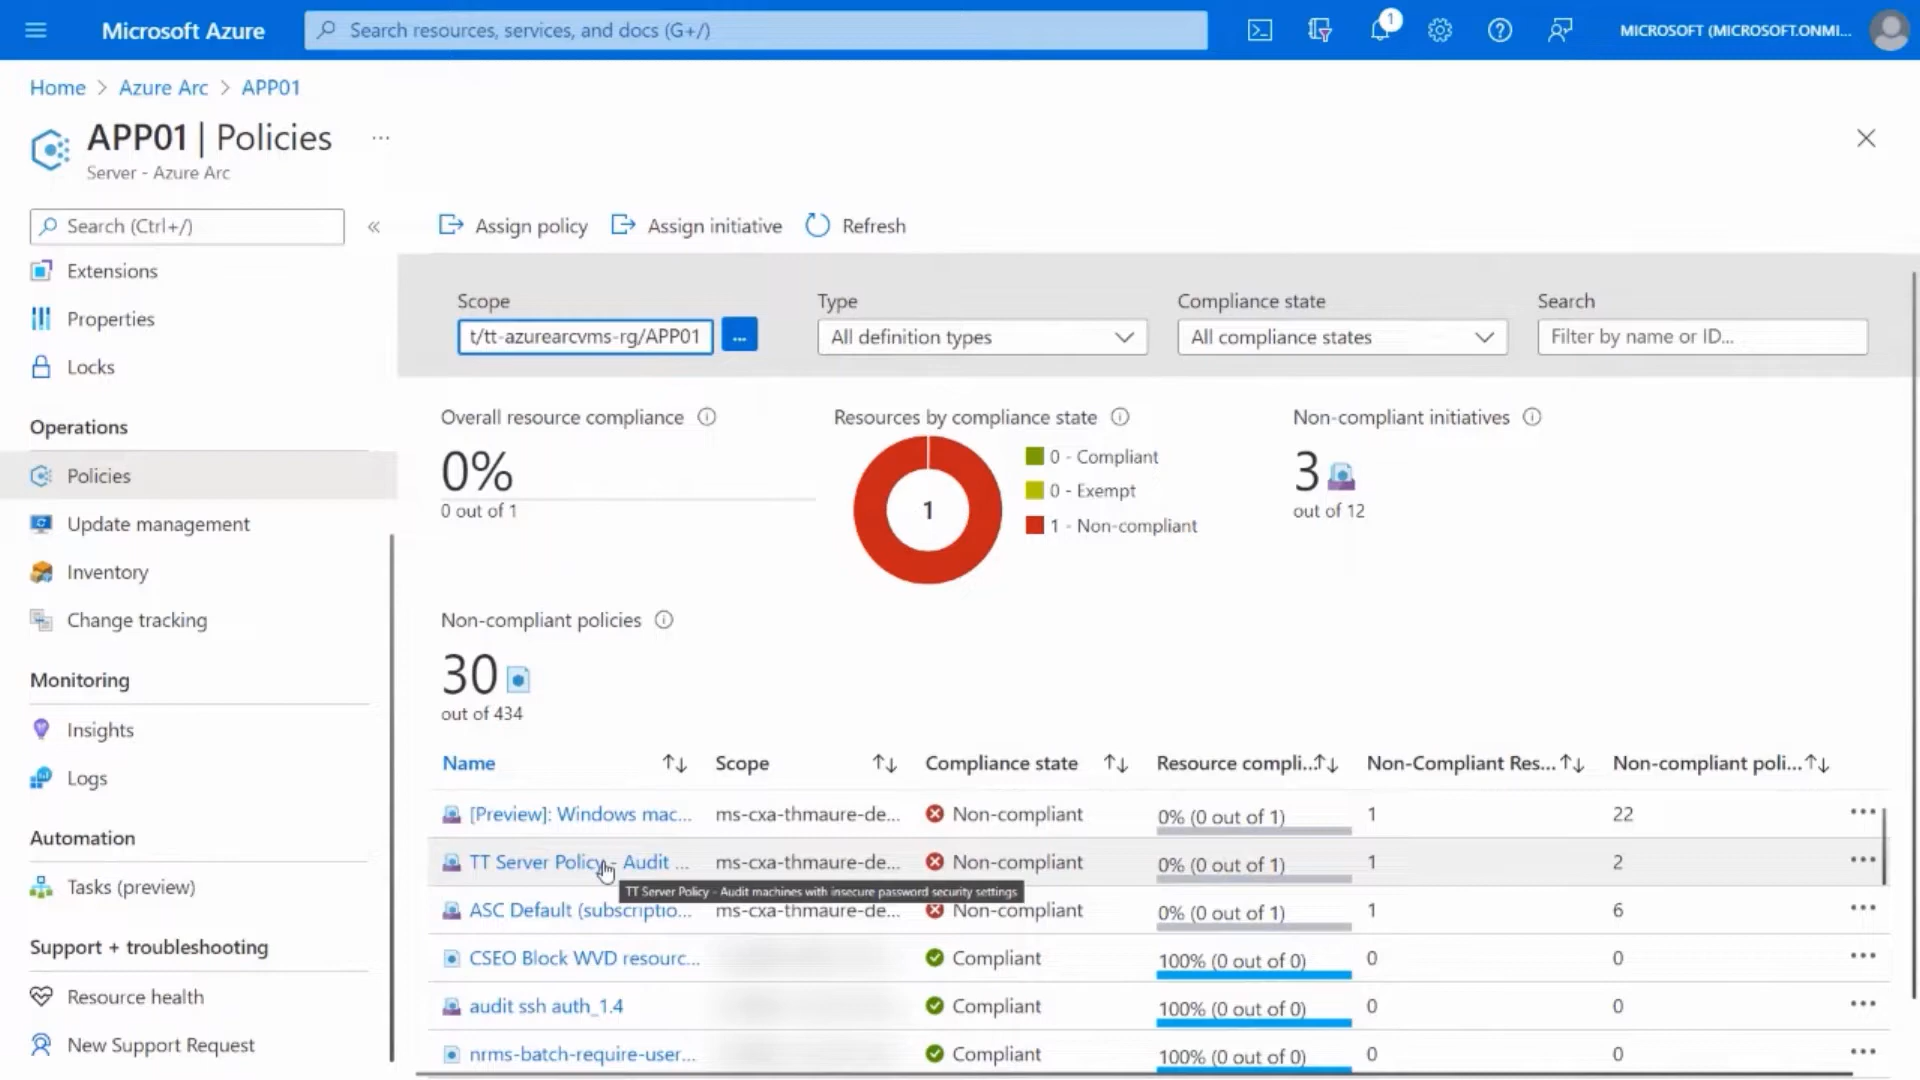 Microsoft Azure
Search resources, services, and docs (G+/)
1
MICROSOFT (MICROSOFT.ONMI...
Home > Azure Arc > APP01
APP01 | Policies ...
Server - Azure Arc
Search (Ctrl+/)
«
Extensions
Properties
Locks
Operations
Policies
Update management
Inventory
Change tracking
Monitoring
Insights
Logs
Automation
Tasks (preview)
Support + troubleshooting
Resource health
New Support Request
Assign policy
Assign initiative
Refresh
Scope
t/tt-azurearcvms-rg/APP01
...
Type
All definition types
Compliance state
All compliance states
Search
Filter by name or ID...
Overall resource compliance
0%
0 out of 1
Resources by compliance state
1
0 - Compliant
0 - Exempt
1 - Non-compliant
Non-compliant initiatives
3
out of 12
Non-compliant policies
30
out of 434
Name Scope Compliance state Resource compli... Non-Compliant Res... Non-compliant poli...
[Preview]: Windows mac... ms-cxa-thmaure-de... Non-compliant 0% (0 out of 1) 1 22 ...
TT Server Policy - Audit ... ms-cxa-thmaure-de... Non-compliant 0% (0 out of 1) 1 2 ...
TT Server Policy - Audit machines with insecure password security settings
ASC Default (subscriptio... ms-cxa-thmaure-de... Non-compliant 0% (0 out of 1) 1 6 ...
CSEO Block WVD resourc... Compliant 100% (0 out of 0) 0 0 ...
audit ssh auth_1.4 Compliant 100% (0 out of 0) 0 0 ...
nrms-batch-require-user... Compliant 100% (0 out of 0) 0 0 ...